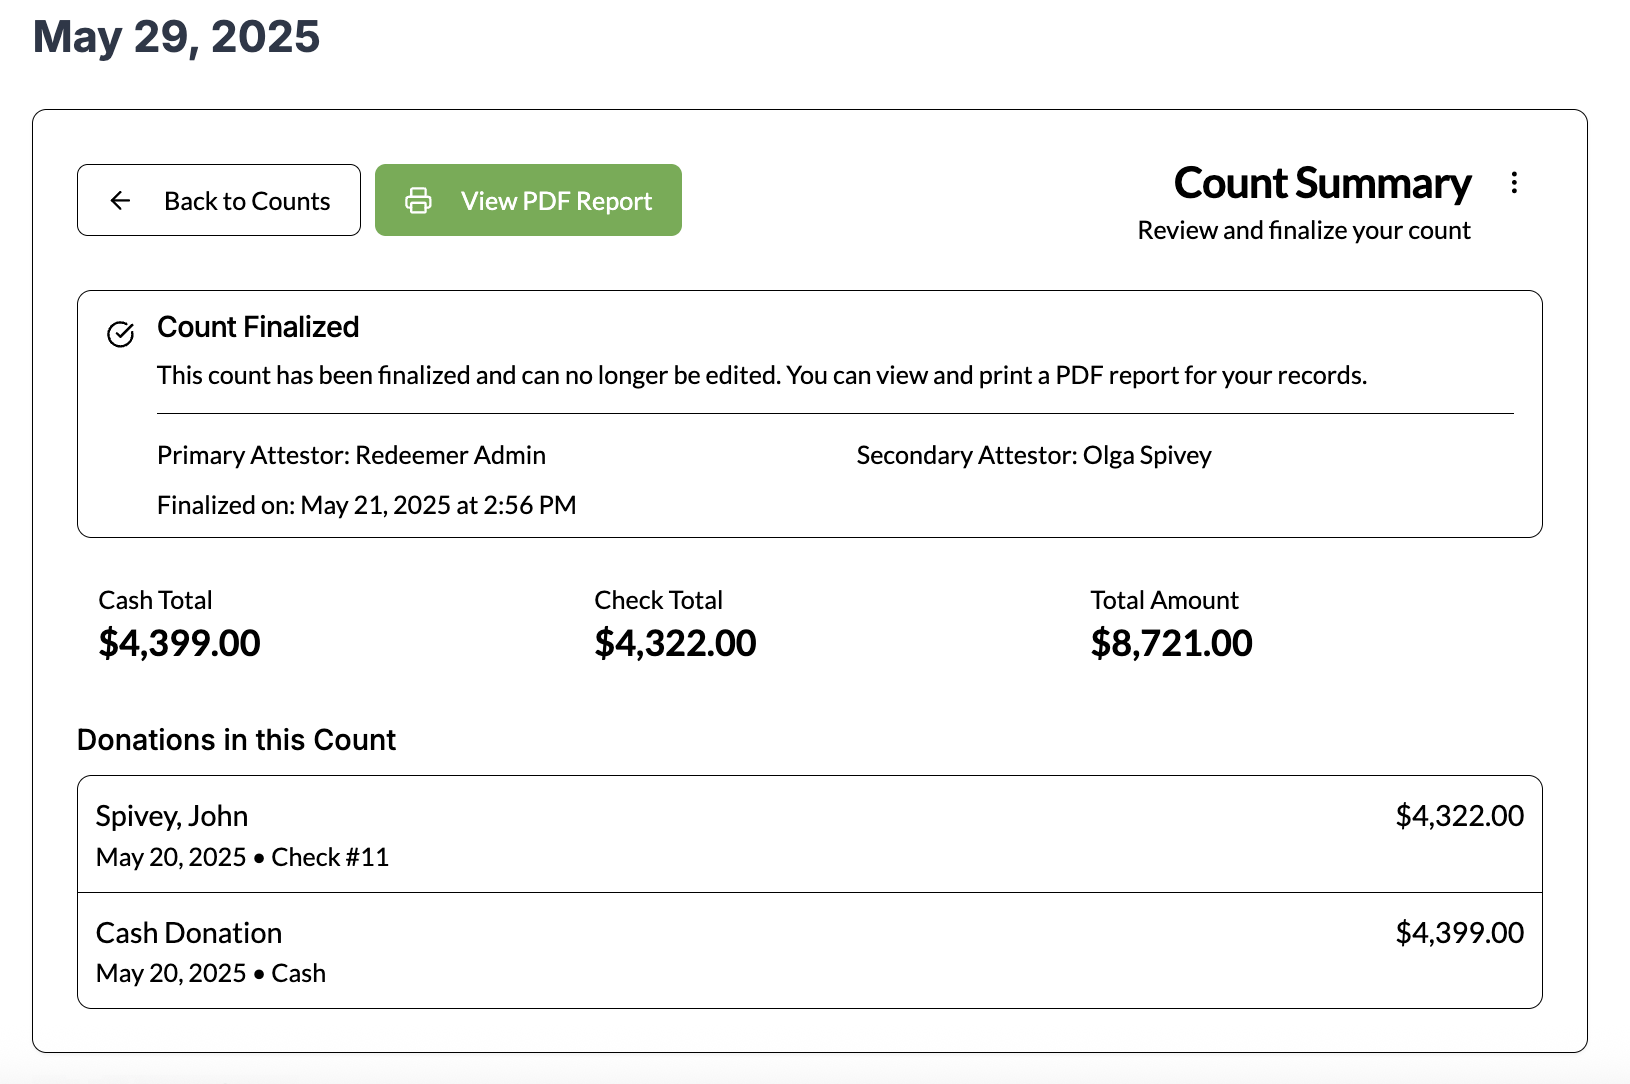 May 29, 2025
Back to Counts
View PDF Report
Count Summary
Review and finalize your count
Count Finalized
This count has been finalized and can no longer be edited. You can view and print a PDF report for your records.
Primary Attestor: Redeemer Admin
Secondary Attestor: Olga Spivey
Finalized on: May 21, 2025 at 2:56 PM
Cash Total
$4,399.00
Check Total
$4,322.00
Total Amount
$8,721.00
Donations in this Count
Spivey, John
$4,322.00
May 20, 2025 • Check #11
Cash Donation
$4,399.00
May 20, 2025 • Cash